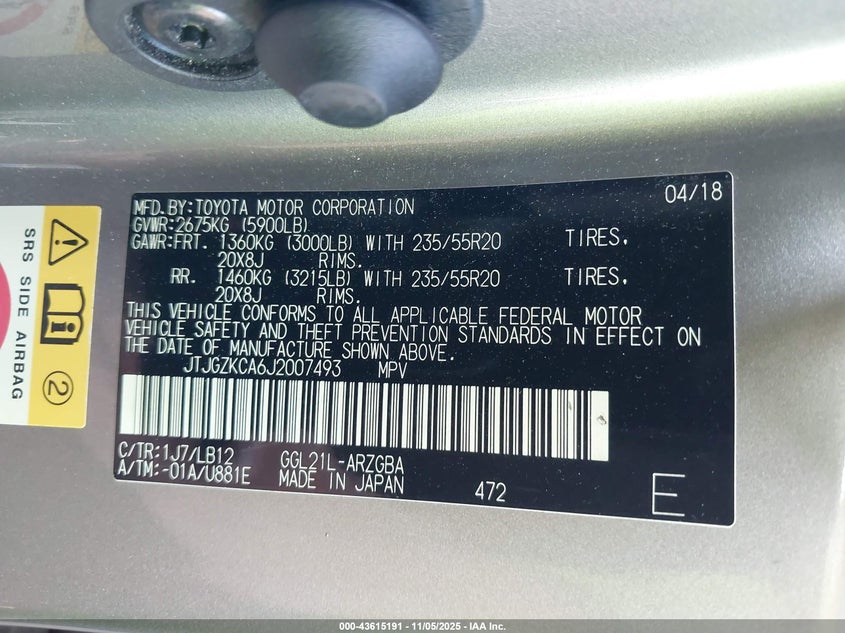 MFD.BY:TOYOTA MOTOR CORPORATION 04/18
GVWR:2675KG (5900LB)
GAWR:FRT. 1360KG (3000LB) WITH 235/55R20 TIRES,
20X8J RIMS.
RR. 1460KG (3215LB) WITH 235/55R20 TIRES,
20X8J RIMS.
THIS VEHICLE CONFORMS TO ALL APPLICABLE FEDERAL MOTOR
VEHICLE SAFETY AND THEFT PREVENTION STANDARDS IN EFFECT ON
THE DATE OF MANUFACTURE SHOWN ABOVE.
JTJGZKCA6J2007493 MPV
C/TR:1J7/LB12 GGL21L-ARZGBA
A/TM:-01A/U881E MADE IN JAPAN 472 E
SRS SIDE AIRBAG
2
000-43615191 - 11/05/2025 - IAA Inc.